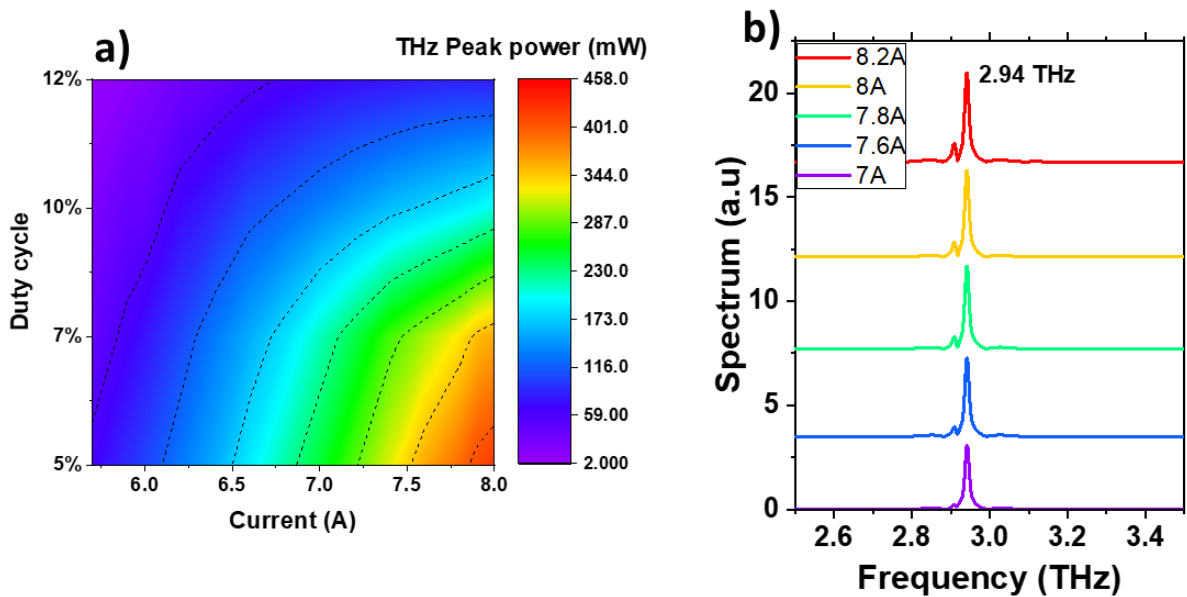 a)
THz Peak power (mW)
12%
10%
7%
5%
Duty cycle
6.0 6.5 7.0 7.5 8.0
Current (A)
458.0
401.0
344.0
287.0
230.0
173.0
116.0
59.00
2.000
b)
8.2A
8A
7.8A
7.6A
7A
2.94 THz
20
15
10
5
0
Spectrum (a.u)
2.6 2.8 3.0 3.2 3.4
Frequency (THz)